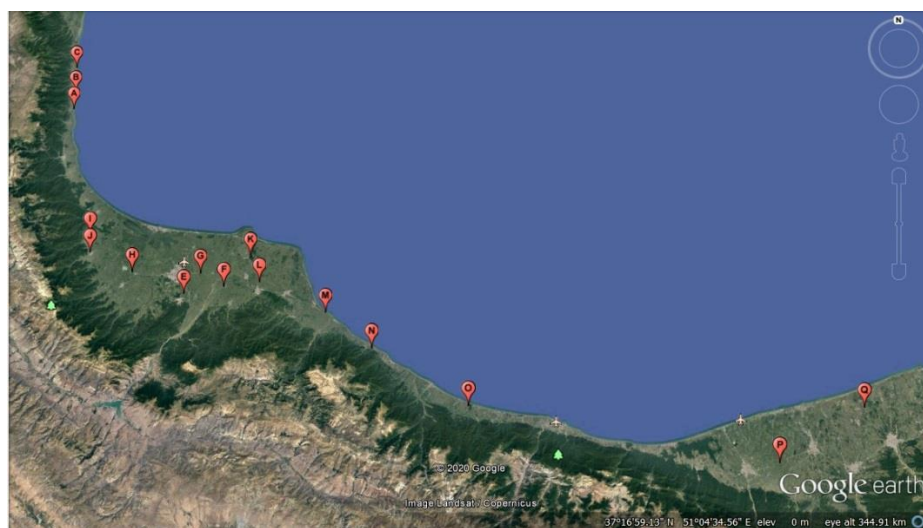 N
C
B
A
I
J
H
G
E
F
K
L
M
N
O
Q
P
© 2020 Google
Google earth
Image Landsat / Copernicus
37°16'59.13" N 51°04'34.56" E elev 0 m eye alt 344.91 km